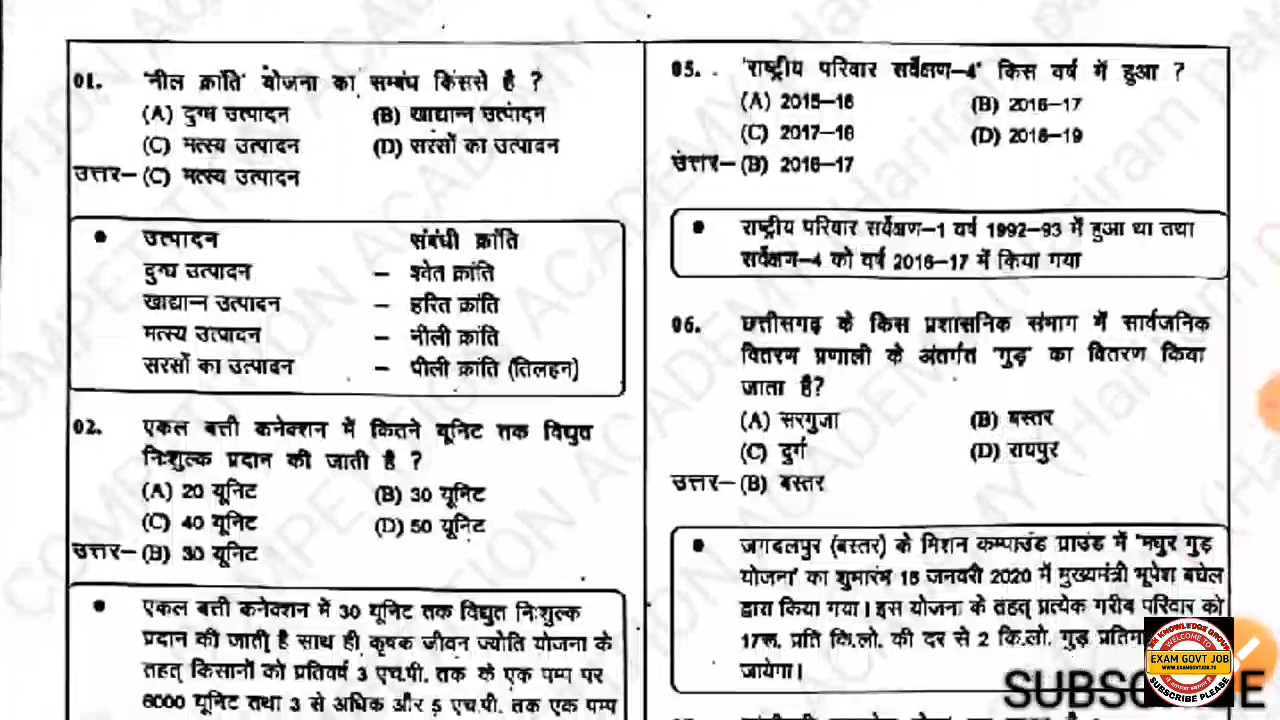 01. 'नील क्रांति' योजना का सम्बंध किससे है ?
(A) दुग्ध उत्पादन (B) खाद्यान्न उत्पादन
(C) मत्स्य उत्पादन (D) सरसों का उत्पादन
उत्तर– (C) मत्स्य उत्पादन
● उत्पादन संबंधी क्रांति
दुग्ध उत्पादन – श्वेत क्रांति
खाद्यान्न उत्पादन – हरित क्रांति
मत्स्य उत्पादन – नीली क्रांति
सरसों का उत्पादन – पीली क्रांति (तिलहन)
02. एकल बत्ती कनेक्शन में कितने यूनिट तक विद्युत
निःशुल्क प्रदान की जाती है ?
(A) 20 यूनिट (B) 30 यूनिट
(C) 40 यूनिट (D) 50 यूनिट
उत्तर– (B) 30 यूनिट
● एकल बत्ती कनेक्शन में 30 यूनिट तक विद्युत निःशुल्क
प्रदान की जाती है साथ ही कृषक जीवन ज्योति योजना के
तहत् किसानों को प्रतिवर्ष 3 एच.पी. तक के एक पम्प पर
6000 यूनिट तथा 3 से अधिक और 5 एच.पी. तक एक पम्प
05. 'राष्ट्रीय परिवार सर्वेक्षण–4' किस वर्ष में हुआ ?
(A) 2015–16 (B) 2016–17
(C) 2017–18 (D) 2018–19
उत्तर– (B) 2016–17
● राष्ट्रीय परिवार सर्वेक्षण–1 वर्ष 1992–93 में हुआ था तथा
सर्वेक्षण–4 को वर्ष 2016–17 में किया गया
06. छत्तीसगढ़ के किस प्रशासनिक संभाग में सार्वजनिक
वितरण प्रणाली के अंतर्गत 'गुड़' का वितरण किया
जाता है?
(A) सरगुजा (B) बस्तर
(C) दुर्ग (D) रायपुर
उत्तर– (B) बस्तर
● जगदलपुर (बस्तर) के मिशन कम्पाउंड ग्राउंड में 'मधुर गुड़
योजना' का शुभारंभ 15 जनवरी 2020 में मुख्यमंत्री भूपेश बघेल
द्वारा किया गया। इस योजना के तहत् प्रत्येक गरीब परिवार को
17रू. प्रति कि.लो. की दर से 2 कि.लो. गुड़
जायेगा।
EXAM GOVT JOB
WWW.EXAMGOVTJOB.IN
WELCOME TO
SUBSCRIBE PLEASE